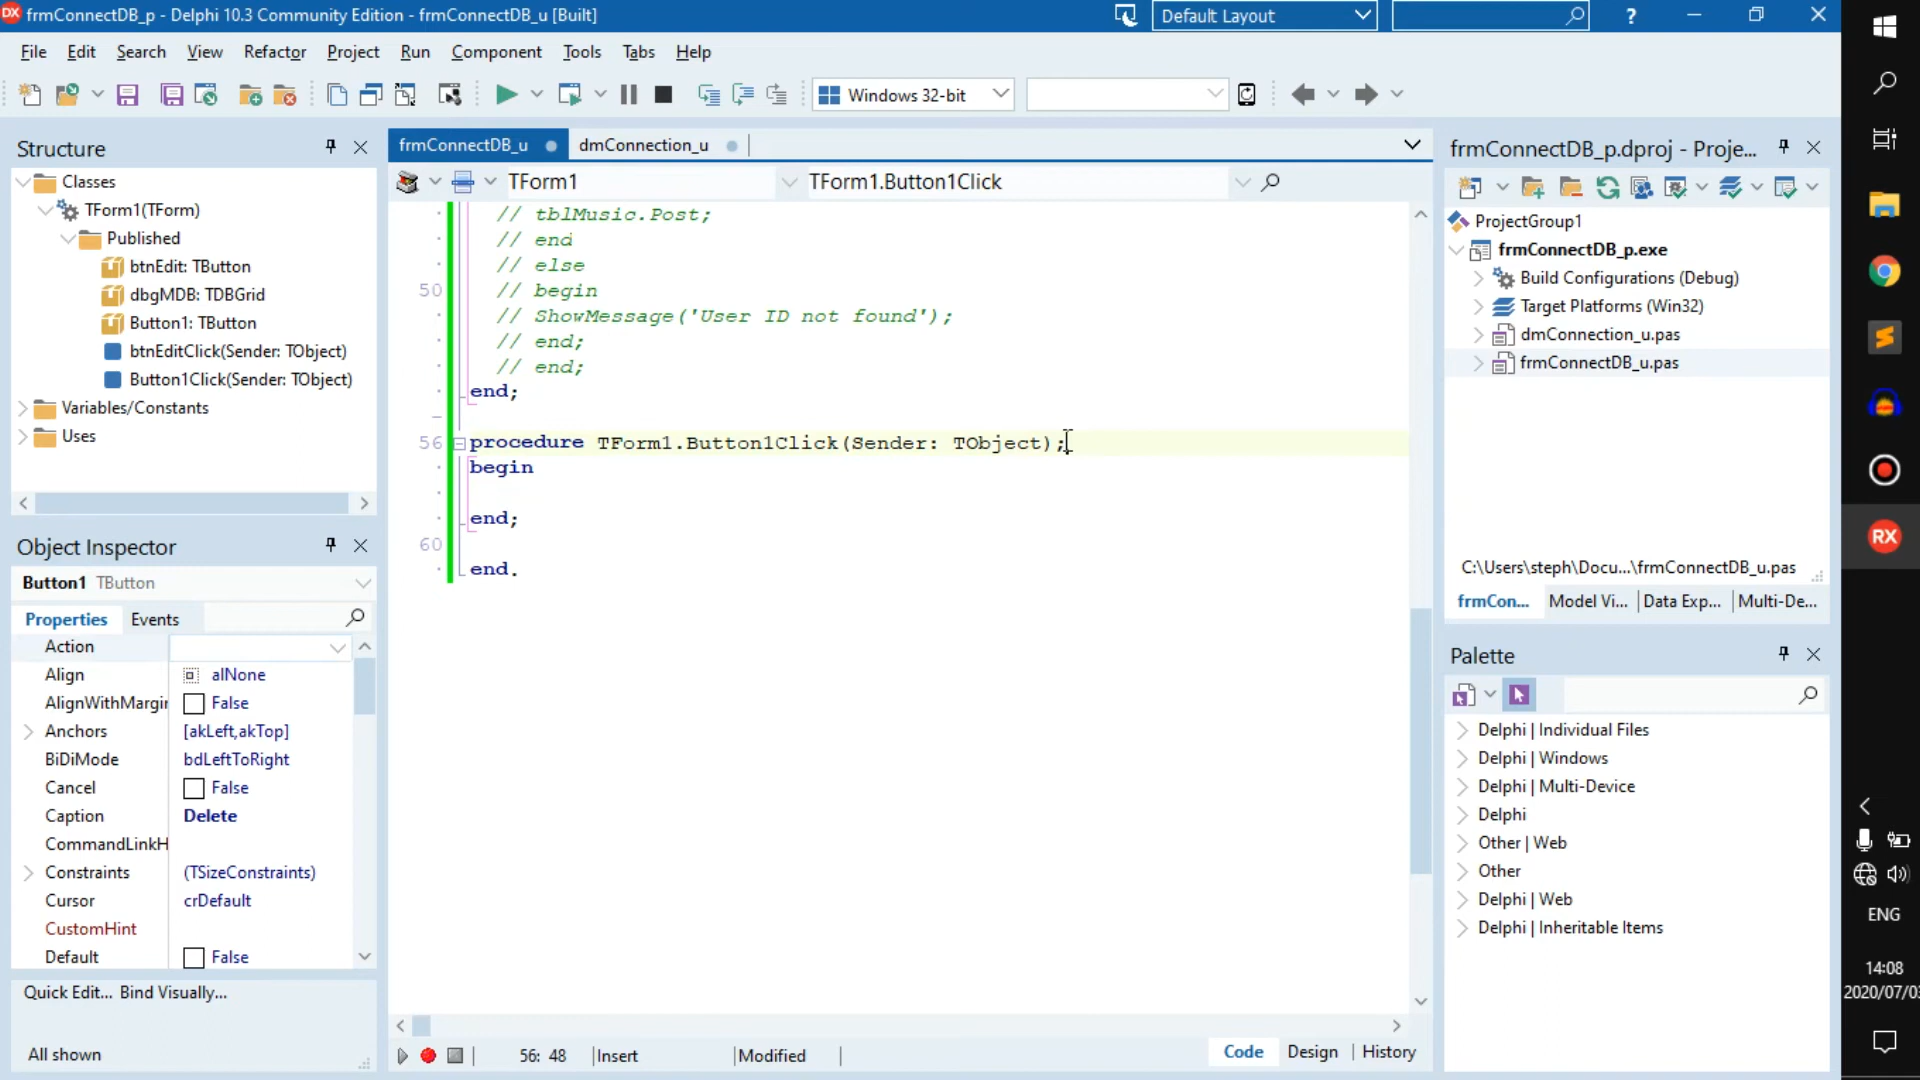 frmConnectDB_p - Delphi 10.3 Community Edition - frmConnectDB_u [Built]
Default Layout
?
File Edit Search View Refactor Project Run Component Tools Tabs Help
Windows 32-bit
Structure
Classes
TForm1(TForm)
Published
btnEdit: TButton
dbgMDB: TDBGrid
Button1: TButton
btnEditClick(Sender: TObject)
Button1Click(Sender: TObject)
Variables/Constants
Uses
Object Inspector
Button1 TButton
Properties Events
Action
Align alNone
AlignWithMargin False
Anchors [akLeft,akTop]
BiDiMode bdLeftToRight
Cancel False
Caption Delete
CommandLinkH
Constraints (TSizeConstraints)
Cursor crDefault
CustomHint
Default False
Quick Edit... Bind Visually...
All shown
frmConnectDB_u dmConnection_u
TForm1 TForm1.Button1Click
// tblMusic.Post;
// end
// else
50 // begin
// ShowMessage('User ID not found');
// end;
// end;
end;
56 procedure TForm1.Button1Click(Sender: TObject);
begin
end;
60
end.
56: 48 Insert Modified
Code Design History
frmConnectDB_p.dproj - Proje...
ProjectGroup1
frmConnectDB_p.exe
Build Configurations (Debug)
Target Platforms (Win32)
dmConnection_u.pas
frmConnectDB_u.pas
C:\Users\steph\Docu...\frmConnectDB_u.pas
frmCon... Model Vi... Data Exp... Multi-De...
Palette
Delphi | Individual Files
Delphi | Windows
Delphi | Multi-Device
Delphi
Other | Web
Other
Delphi | Web
Delphi | Inheritable Items
DX
RX
ENG
14:08
2020/07/03